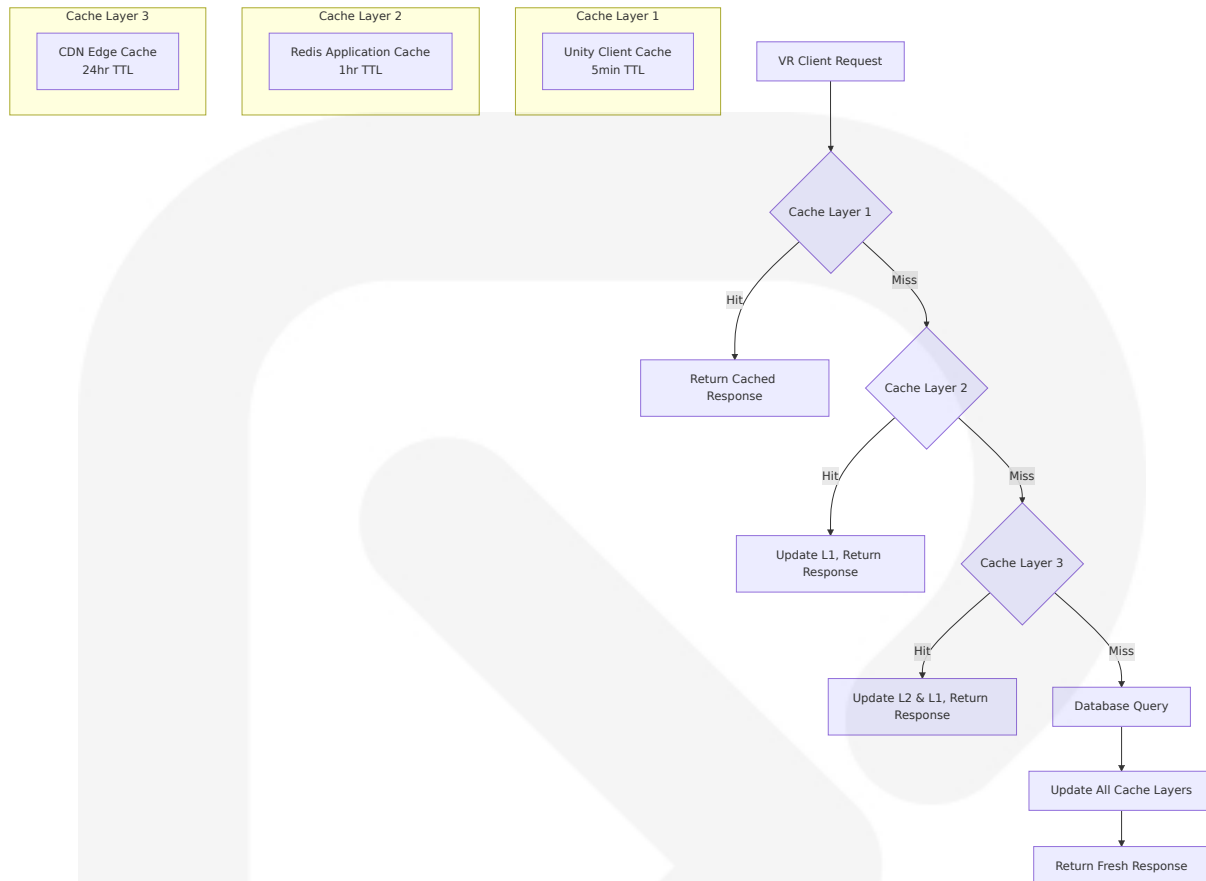 Cache Layer 3
CDN Edge Cache
24hr TTL
Cache Layer 2
Redis Application Cache
1hr TTL
Cache Layer 1
Unity Client Cache
5min TTL
VR Client Request
Cache Layer 1
Hit
Miss
Return Cached
Response
Cache Layer 2
Hit
Miss
Update L1, Return
Response
Cache Layer 3
Hit
Miss
Update L2 & L1, Return
Response
Database Query
Update All Cache Layers
Return Fresh Response